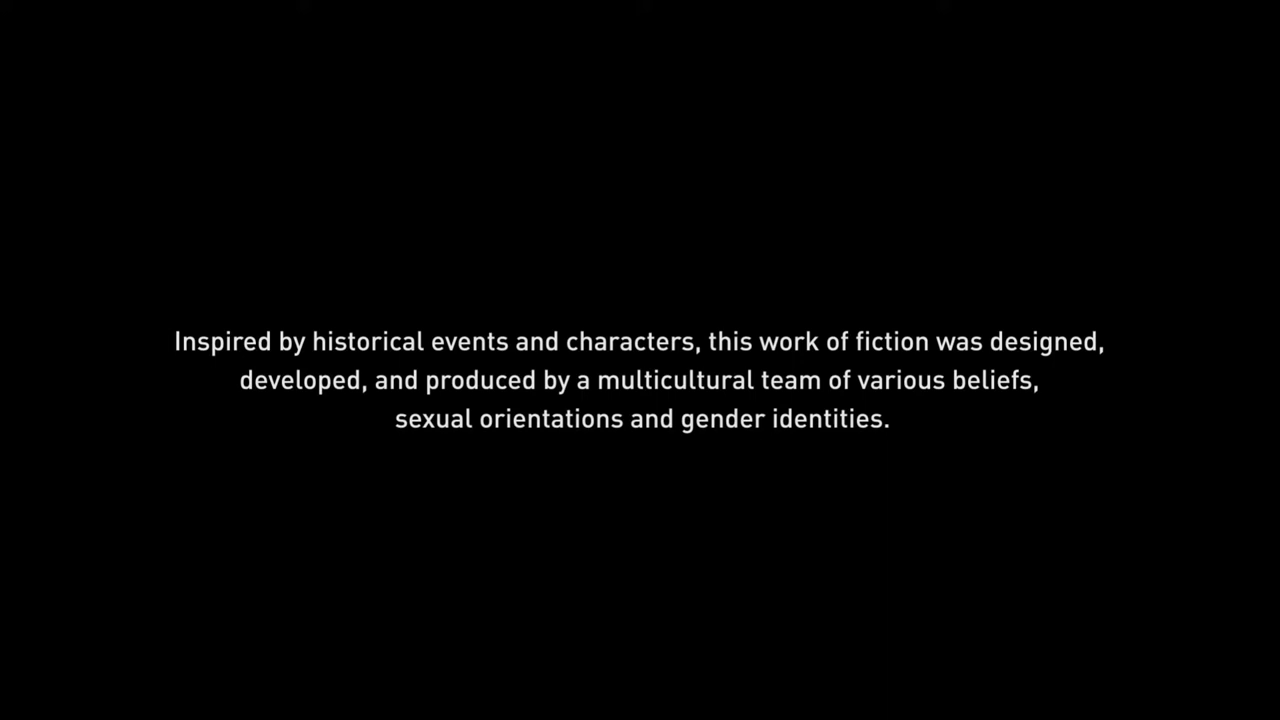 Inspired by historical events and characters, this work of fiction was designed,
developed, and produced by a multicultural team of various beliefs,
sexual orientations and gender identities.